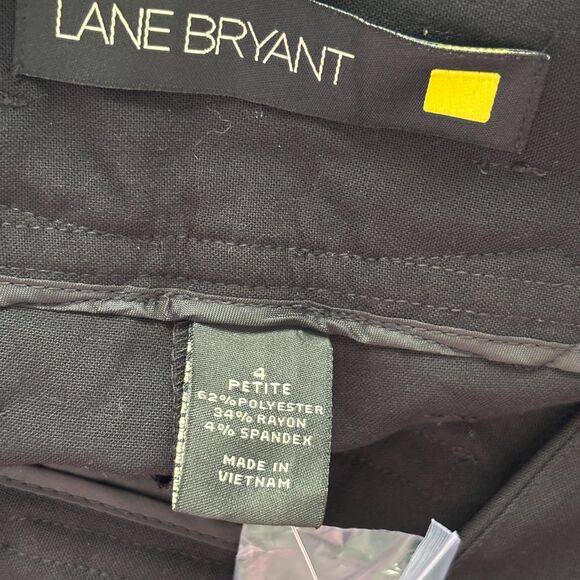 LANE BRYANT
4
PETITE
62%POLYESTER
34% RAYON
4% SPANDEX
MADE IN
VIETNAM